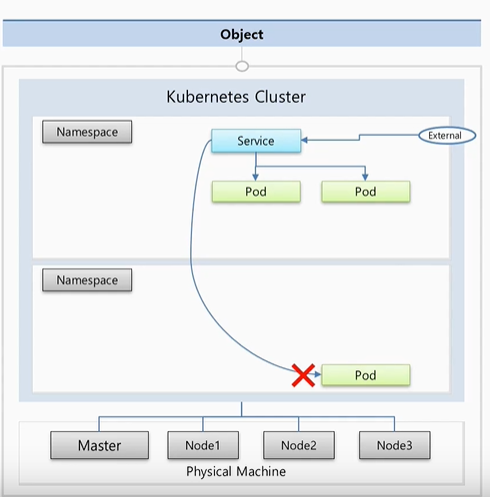 Object
Kubernetes Cluster
Namespace
Service
External
Pod
Pod
Namespace
Pod
Master
Node1
Node2
Node3
Physical Machine